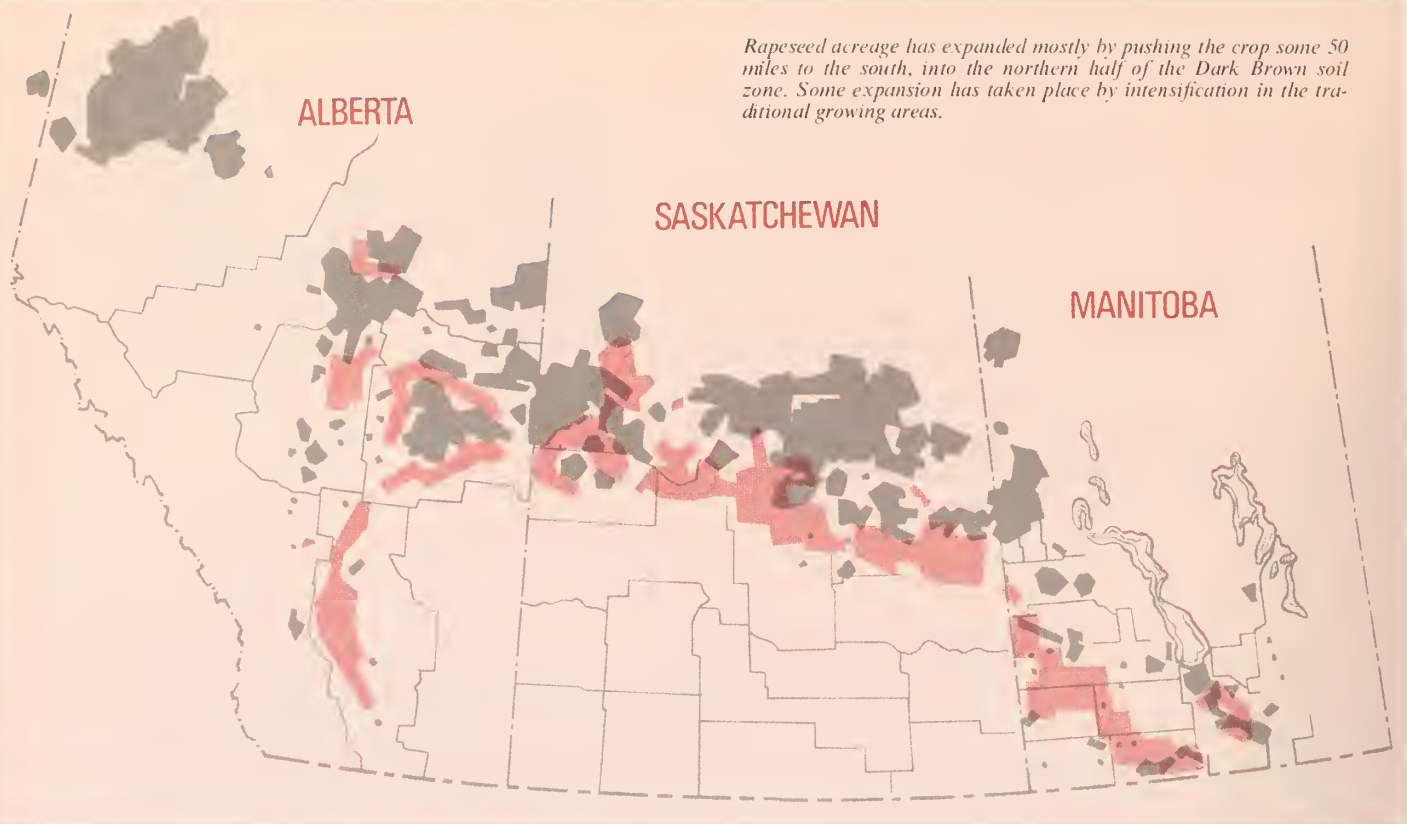 Rapeseed acreage has expanded mostly by pushing the crop some 50
miles to the south, into the northern half of the Dark Brown soil
zone. Some expansion has taken place by intensification in the tra-
ditional growing areas.
ALBERTA
SASKATCHEWAN
MANITOBA